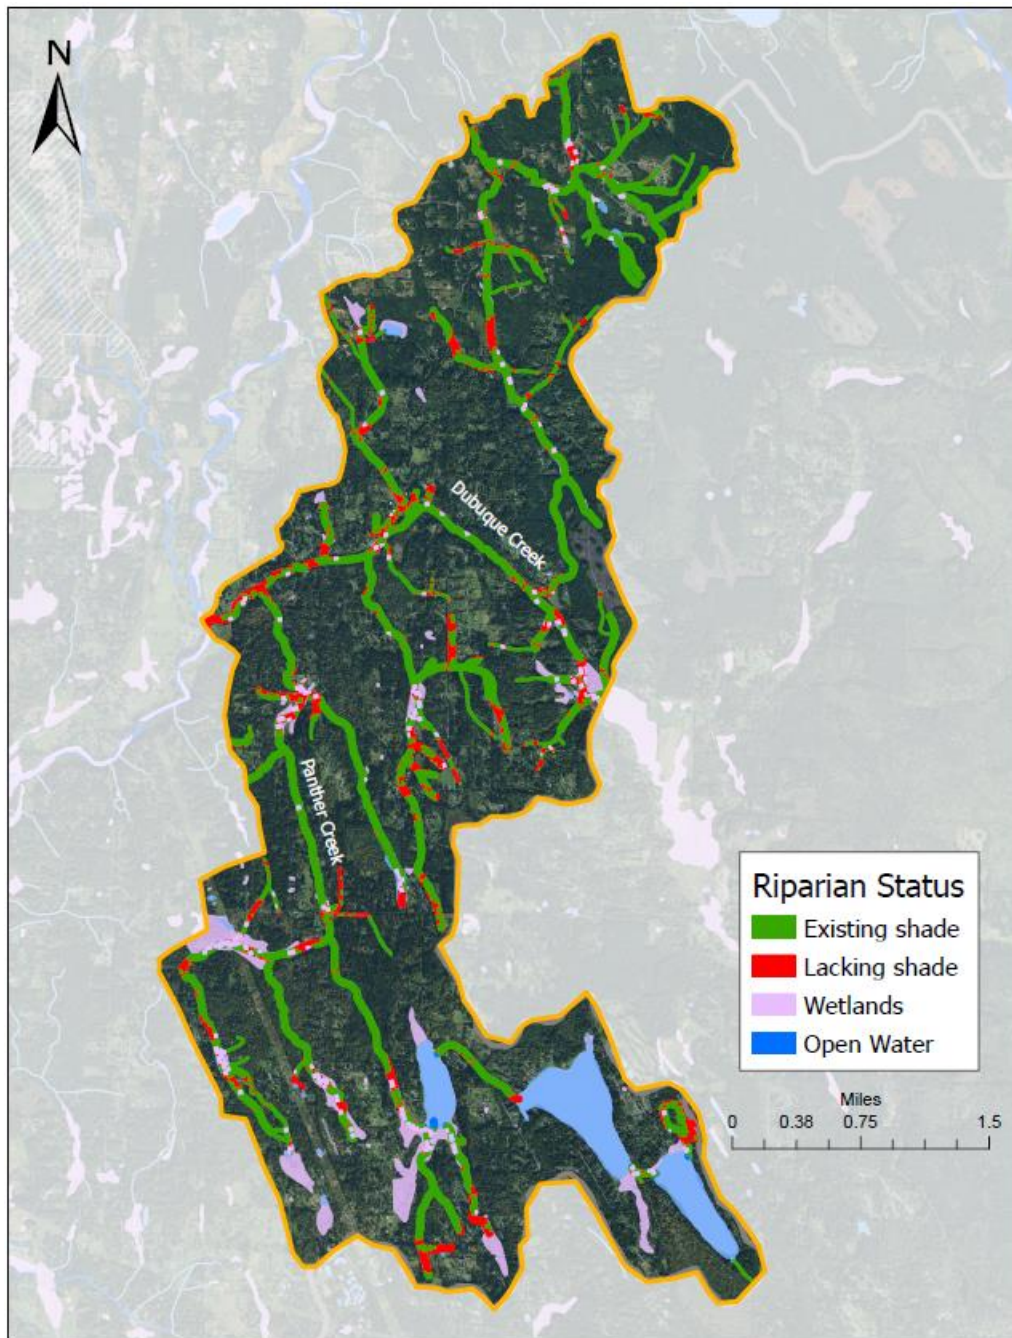 N
Dubuque Creek
Panther Creek
Riparian Status
Existing shade
Lacking shade
Wetlands
Open Water
Miles
0 0.38 0.75 1.5